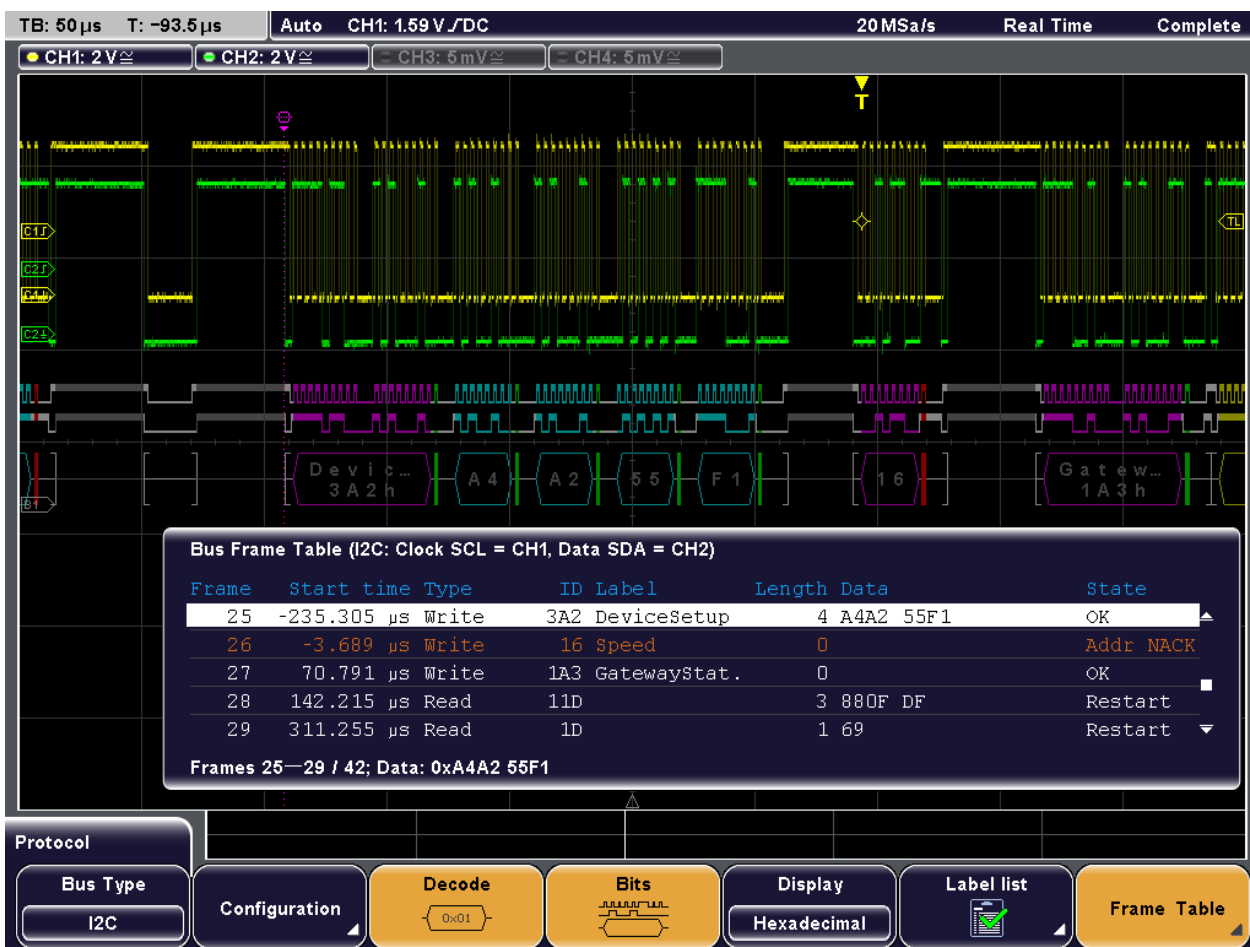 TB: 50 µs T: −93.5 µs Auto CH1: 1.59 V DC 20 MSa/s Real Time Complete
CH1: 2 V CH2: 2 V CH3: 5 mV CH4: 5 mV
T
C1
TL
C2
C1
C2
Devic... A4 A2 55 F1 16 Gatew...
3A2h 1A3h
B1
Bus Frame Table (I2C: Clock SCL = CH1, Data SDA = CH2)
Frame Start time Type ID Label Length Data State
25 -235.305 µs Write 3A2 DeviceSetup 4 A4A2 55F1 OK
26 -3.689 µs Write 16 Speed 0 Addr NACK
27 70.791 µs Write 1A3 GatewayStat. 0 OK
28 142.215 µs Read 11D 3 880F DF Restart
29 311.255 µs Read 1D 1 69 Restart
Frames 25—29 / 42; Data: 0xA4A2 55F1
Protocol
Bus Type Configuration Decode Bits Display Label list Frame Table
I2C 0x01 Hexadecimal